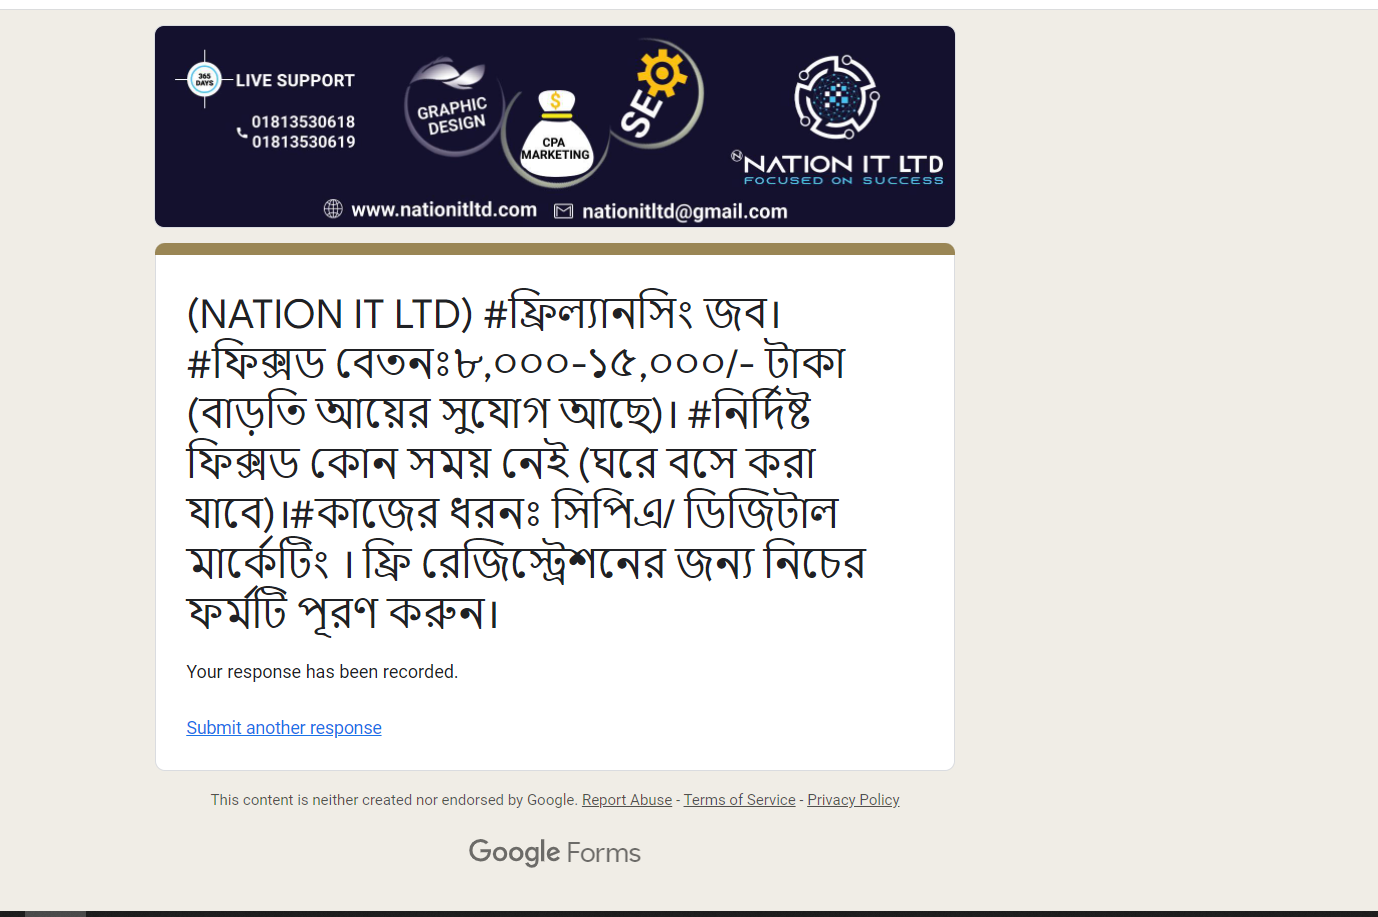 365
DAYS
LIVE SUPPORT
01813530618
01813530619
GRAPHIC
DESIGN
$
CPA
MARKETING
SEO
NATION IT LTD
FOCUSED ON SUCCESS
www.nationitltd.com nationitltd@gmail.com
(NATION IT LTD) #ফ্রিল্যানসিং জব।
#ফিক্সড বেতনঃ৮,০০০-১৫,০০০/- টাকা
(বাড়তি আয়ের সুযোগ আছে)। #নির্দিষ্ট
ফিক্সড কোন সময় নেই (ঘরে বসে করা
যাবে)।#কাজের ধরনঃ সিপিএ/ ডিজিটাল
মার্কেটিং । ফ্রি রেজিস্ট্রেশনের জন্য নিচের
ফর্মটি পূরণ করুন।
Your response has been recorded.
Submit another response
This content is neither created nor endorsed by Google. Report Abuse - Terms of Service - Privacy Policy
Google Forms